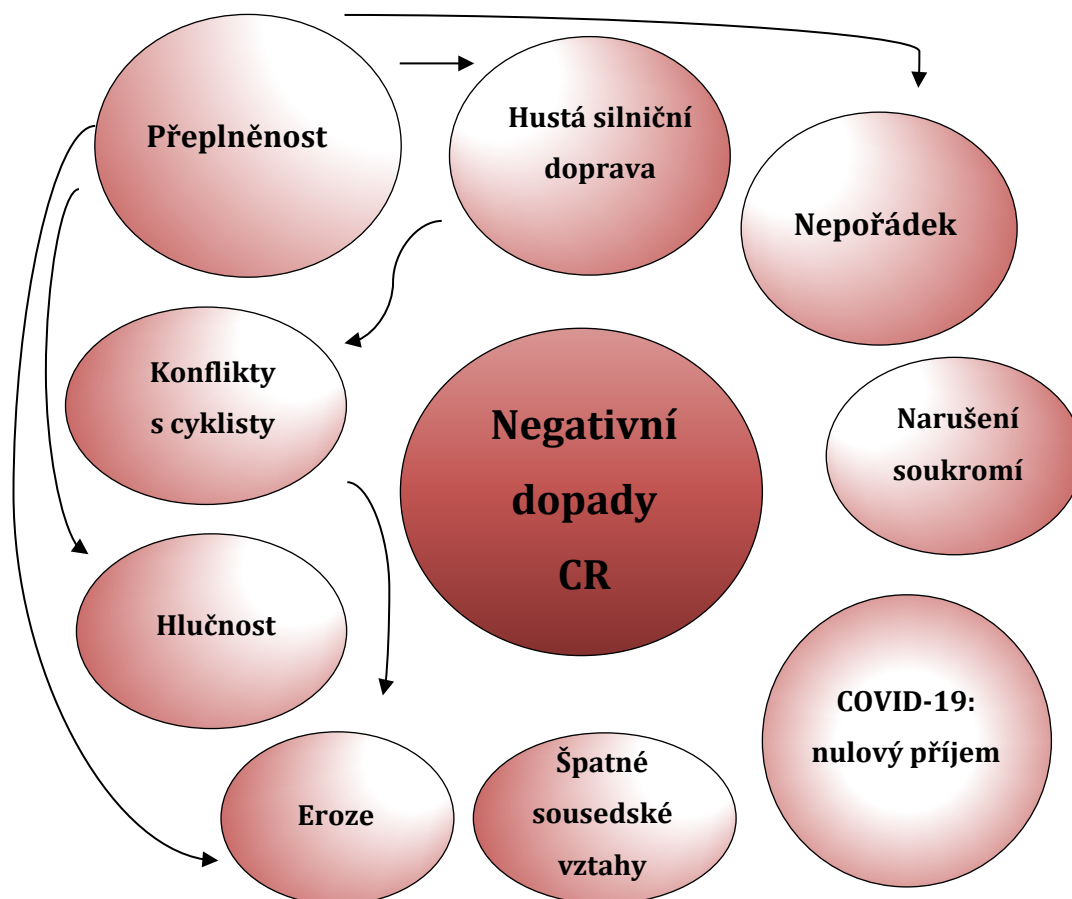 Přeplněnost
Hustá silniční
doprava
Nepořádek
Konflikty
s cyklisty
Negativní
dopady
CR
Narušení
soukromí
Hlučnost
COVID-19:
nulový příjem
Eroze
Špatné
sousedské
vztahy